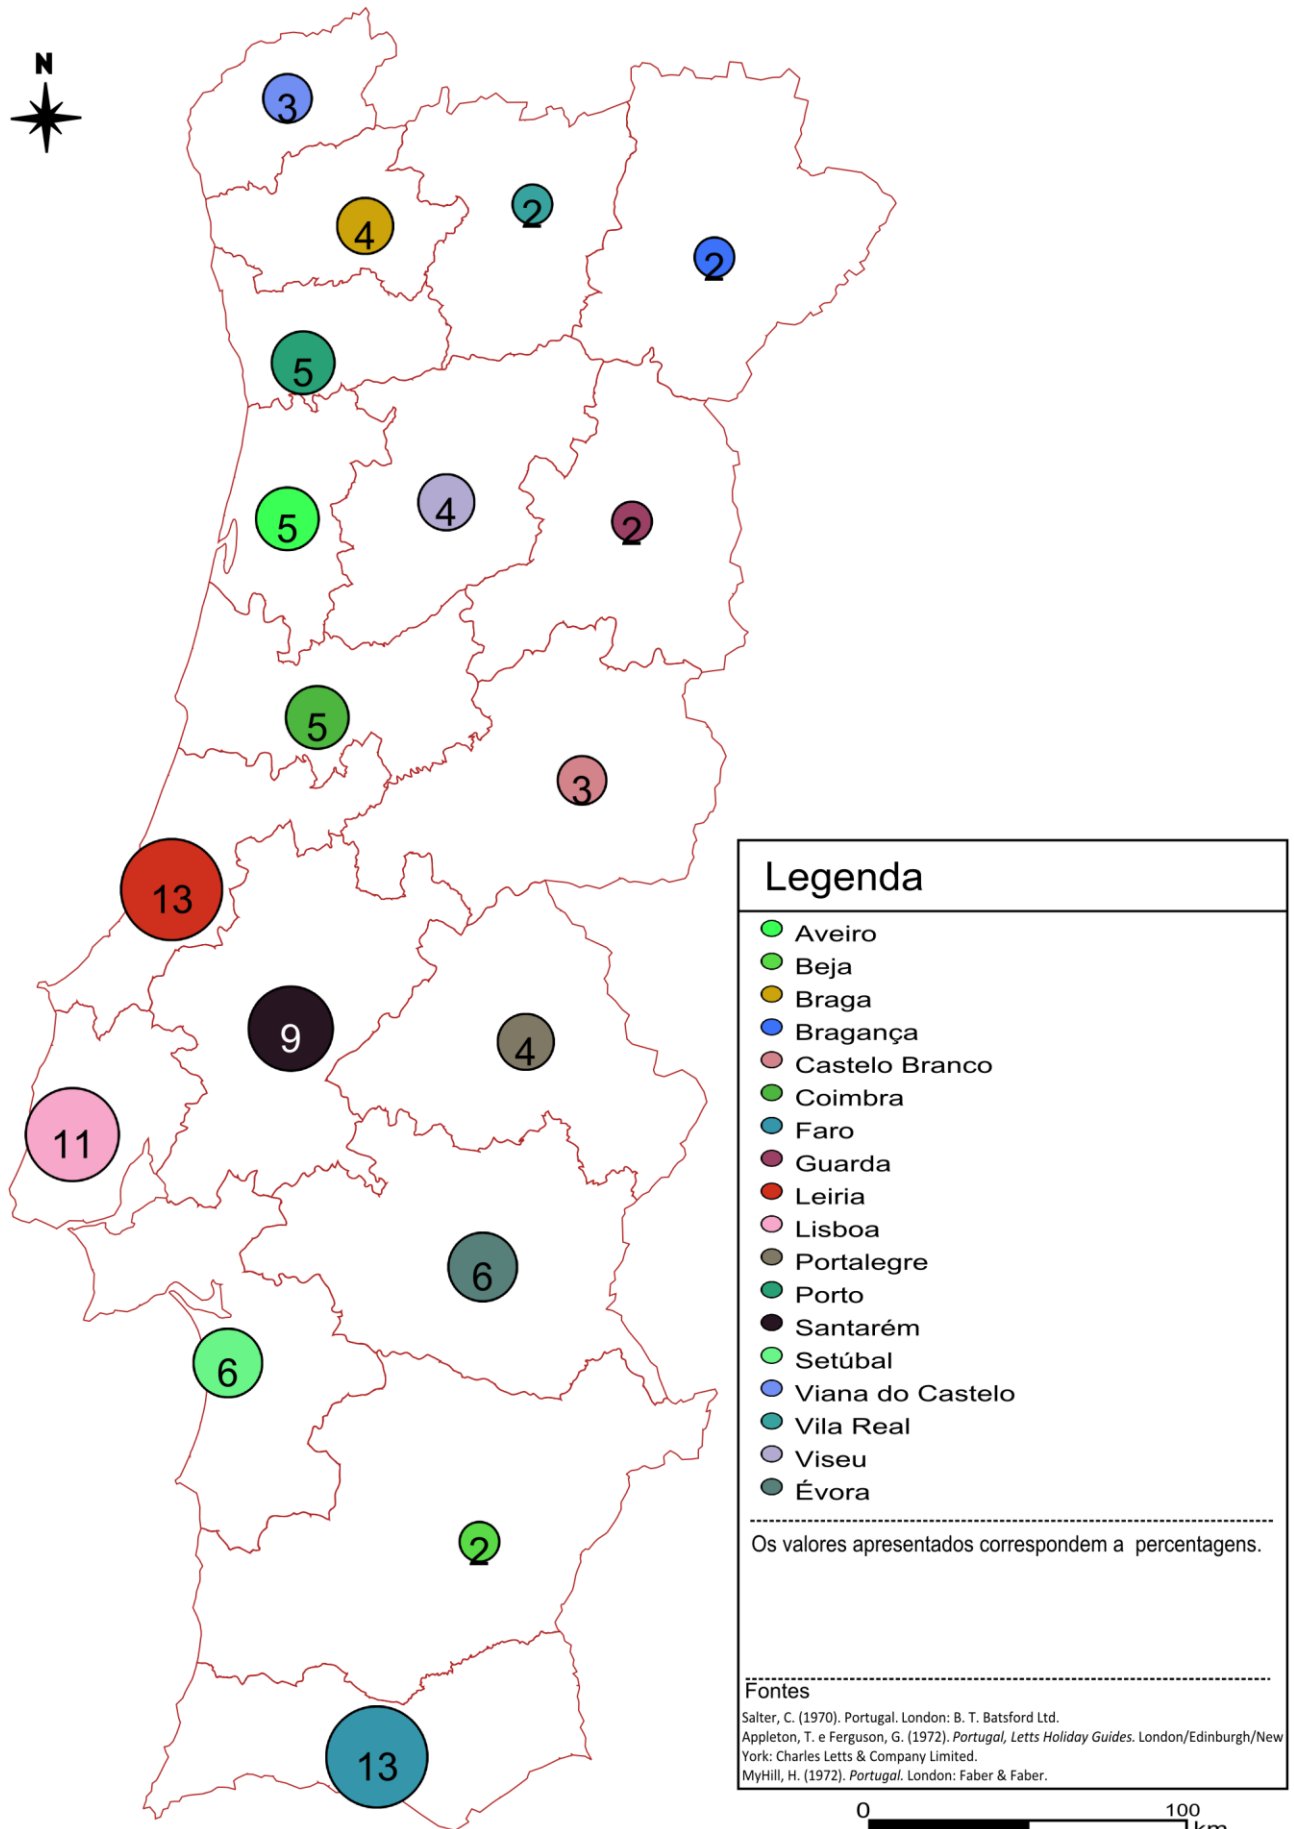 N
3
4
2
2
5
5
4
2
5
3
13
9
4
11
6
6
2
13
Legenda
Aveiro
Beja
Braga
Bragança
Castelo Branco
Coimbra
Faro
Guarda
Leiria
Lisboa
Portalegre
Porto
Santarém
Setúbal
Viana do Castelo
Vila Real
Viseu
Évora
Os valores apresentados correspondem a percentagens.
Fontes
Salter, C. (1970). Portugal. London: B. T. Batsford Ltd.
Appleton, T. e Ferguson, G. (1972). Portugal, Letts Holiday Guides. London/Edinburgh/New
York: Charles Letts & Company Limited.
MyHill, H. (1972). Portugal. London: Faber & Faber.
0 100
km